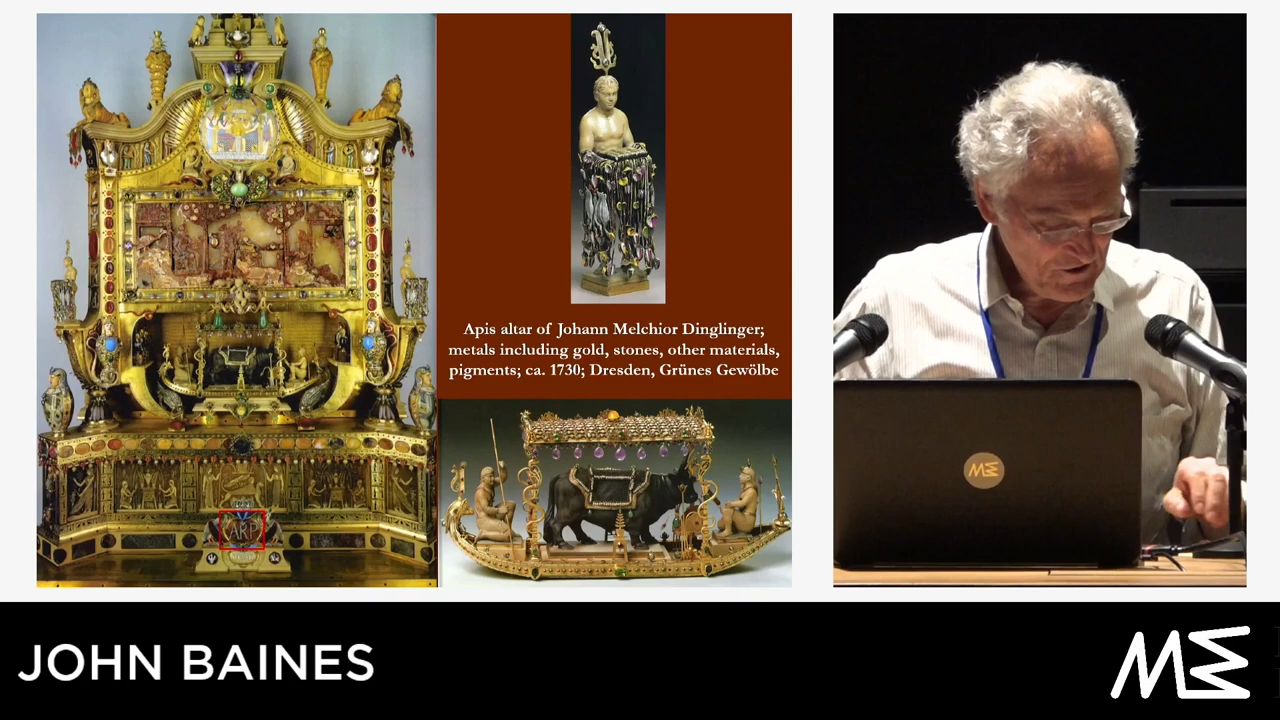 Apis altar of Johann Melchior Dinglinger;
metals including gold, stones, other materials,
pigments; ca. 1730; Dresden, Grünes Gewölbe
JOHN BAINES